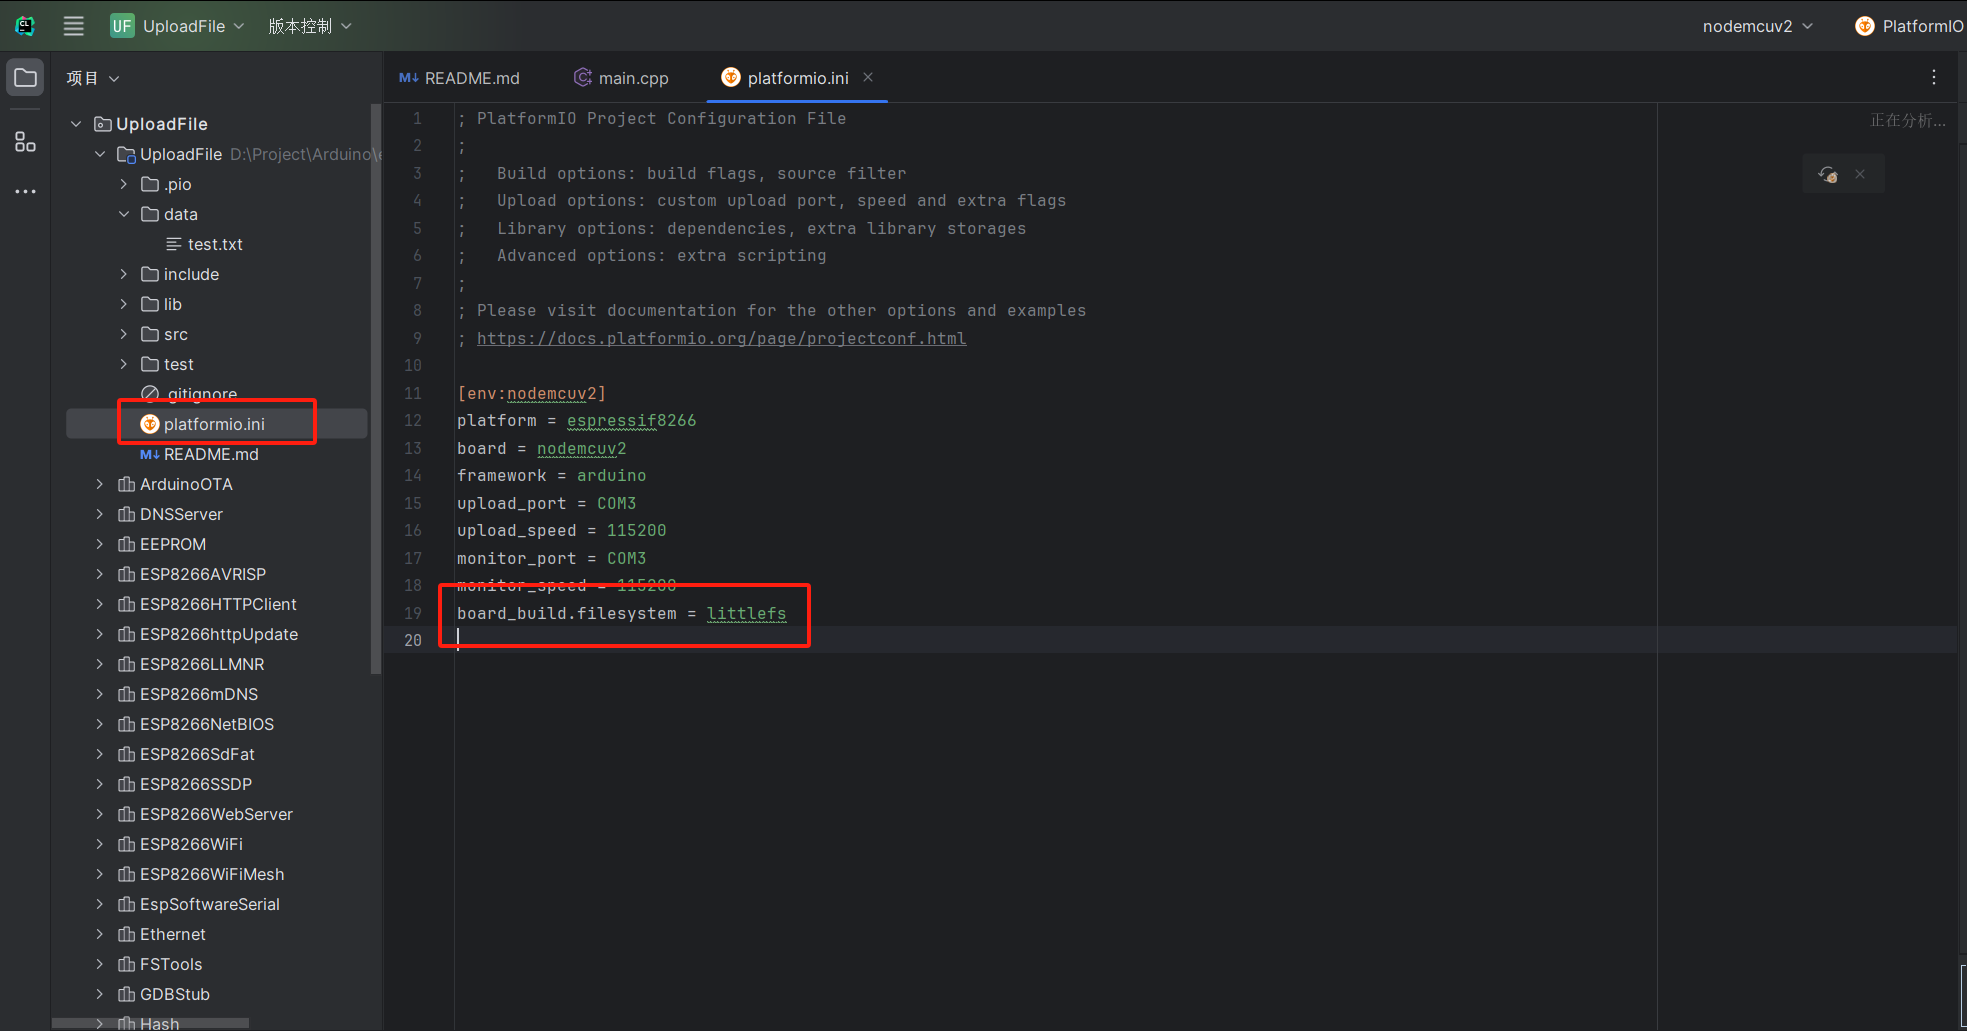 UF UploadFile 版本控制 nodemcuv2 PlatformIO
项目
README.md main.cpp platformio.ini
UploadFile
UploadFile D:\Project\Arduino\
.pio
data
test.txt
include
lib
src
test
.gitignore
platformio.ini
M↓ README.md
ArduinoOTA
DNSServer
EEPROM
ESP8266AVRISP
ESP8266HTTPClient
ESP8266httpUpdate
ESP8266LLMNR
ESP8266mDNS
ESP8266NetBIOS
ESP8266SdFat
ESP8266SSDP
ESP8266WebServer
ESP8266WiFi
ESP8266WiFiMesh
EspSoftwareSerial
Ethernet
FSTools
GDBStub
Hash
1 ; PlatformIO Project Configuration File
2 ;
3 ; Build options: build flags, source filter
4 ; Upload options: custom upload port, speed and extra flags
5 ; Library options: dependencies, extra library storages
6 ; Advanced options: extra scripting
7 ;
8 ; Please visit documentation for the other options and examples
9 ; https://docs.platformio.org/page/projectconf.html
10
11 [env:nodemcuv2]
12 platform = espressif8266
13 board = nodemcuv2
14 framework = arduino
15 upload_port = COM3
16 upload_speed = 115200
17 monitor_port = COM3
18 monitor_speed = 115200
19 board_build.filesystem = littlefs
20
正在分析...